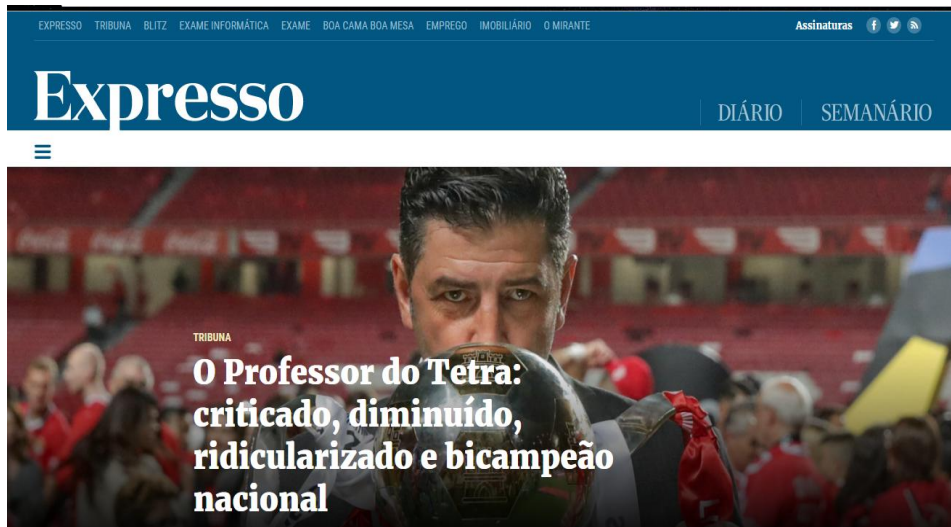 EXPRESSO TRIBUNA BLITZ EXAME INFORMÁTICA EXAME BOA CAMA BOA MESA EMPREGO IMOBILIÁRIO O MIRANTE Assinaturas
Expresso
DIÁRIO SEMANÁRIO
TRIBUNA
O Professor do Tetra:
criticado, diminuído,
ridicularizado e bicampeão
nacional